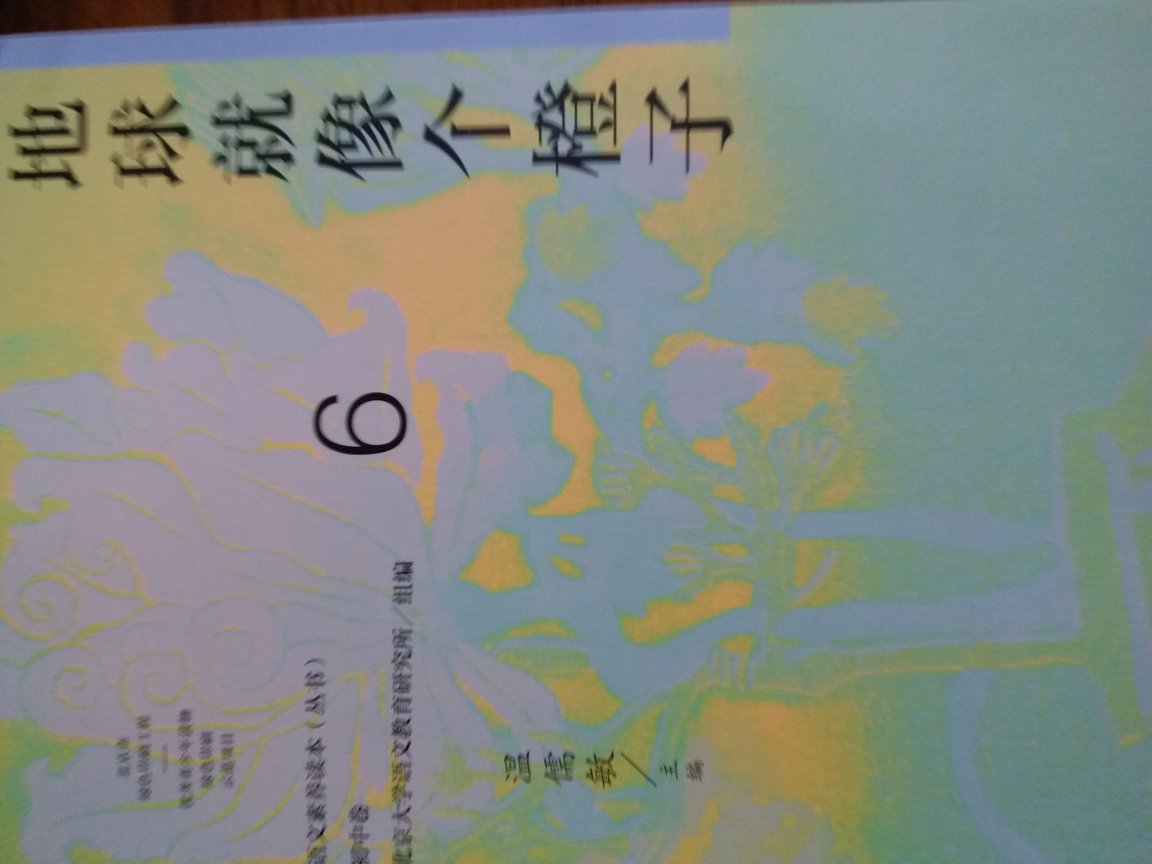 地球就像个橙子
6
语文素养读本（丛书）
初中卷
北京大学语文教育研究所／组编
温儒敏／主编